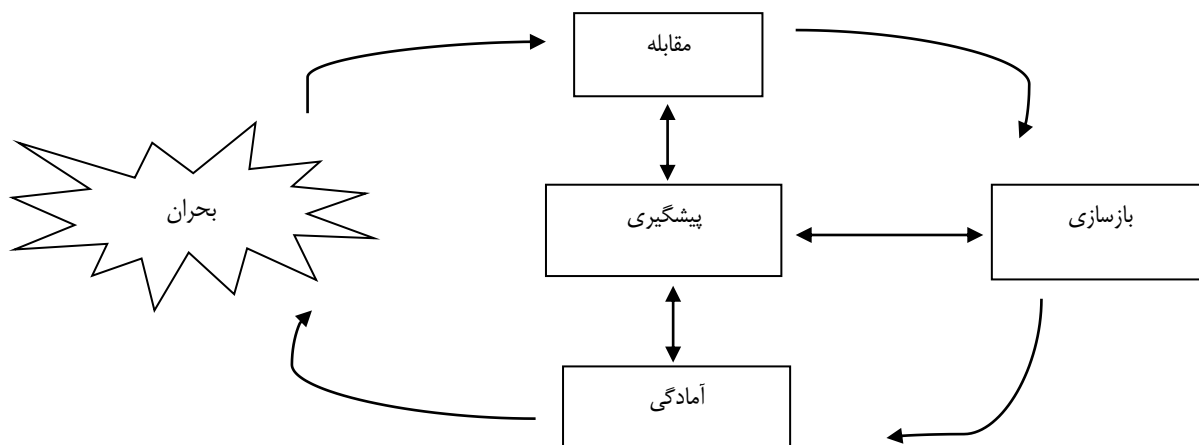 مقابله
بحران
پیشگیری
بازسازی
آمادگی